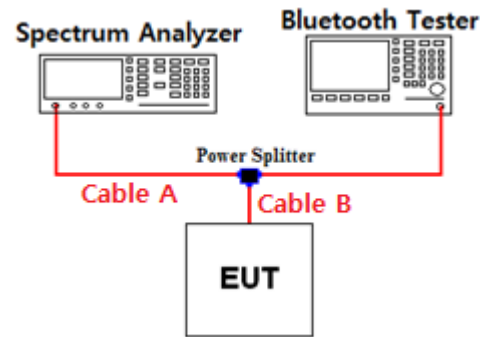 Spectrum Analyzer
Bluetooth Tester
Power Splitter
Cable A
Cable B
EUT